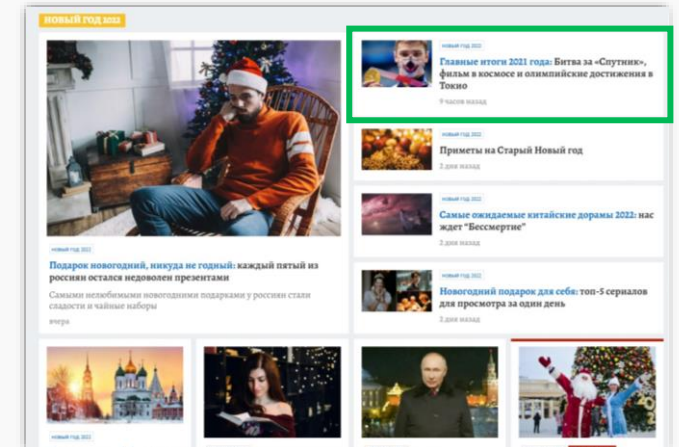 НОВЫЙ ГОД 2022
НОВЫЙ ГОД 2022
Подарок новогодний, никуда не годный: каждый пятый из
россиян остался недоволен презентами
Самыми нелюбимыми новогодними подарками у россиян стали
сладости и чайные наборы
вчера
НОВЫЙ ГОД 2022
Главные итоги 2021 года: Битва за «Спутник»,
фильм в космосе и олимпийские достижения в
Токио
9 часов назад
НОВЫЙ ГОД 2022
Приметы на Старый Новый год
2 дня назад
НОВЫЙ ГОД 2022
Самые ожидаемые китайские дорамы 2022: нас
ждет “Бессмертие”
2 дня назад
НОВЫЙ ГОД 2022
Новогодний подарок для себя: топ-5 сериалов
для просмотра за один день
2 дня назад
НОВЫЙ ГОД 2022